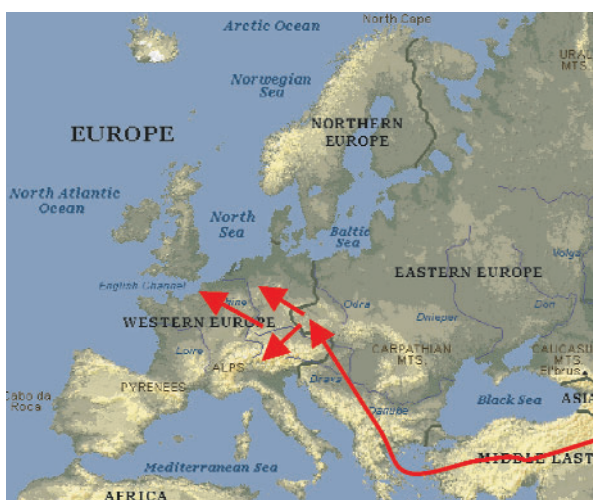 North Cape
Arctic Ocean
URAL
MTS.
Norwegian
Sea
EUROPE
NORTHERN
EUROPE
North Atlantic
Ocean
North
Sea
Baltic
Sea
Volga
EASTERN EUROPE
English Channel
Rhine
Odra
Don
Dnieper
WESTERN EUROPE
Loire
CARPATHIAN
MTS.
CAUCASU
MTS.
Elbrus
ALPS
PYRENEES
Drava
Cabo da
Roca
Danube
Black Sea
ASIA
Mediterranean Sea
MIDDLE EAST
AFRICA